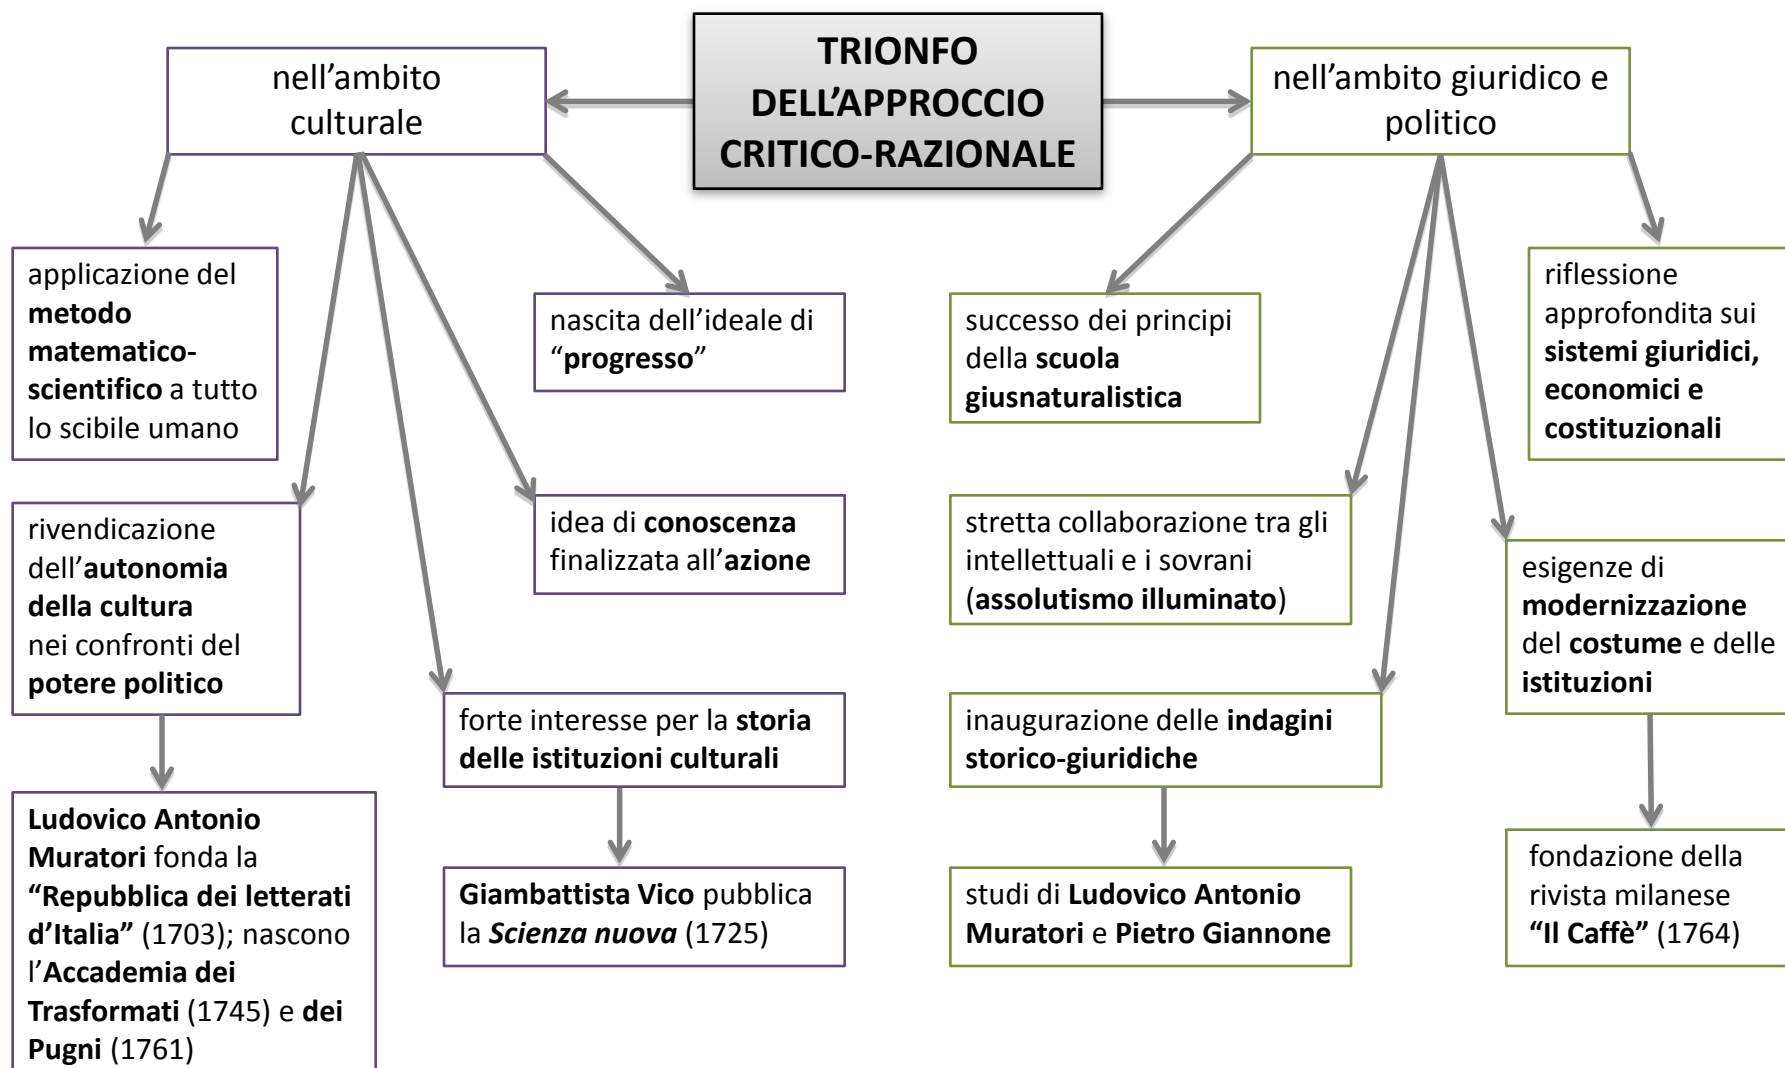 TRIONFO
DELL’APPROCCIO
CRITICO-RAZIONALE
nell’ambito
culturale
nell’ambito giuridico e
politico
applicazione del
metodo
matematico-
scientifico a tutto
lo scibile umano
nascita dell’ideale di
“progresso”
successo dei principi
della scuola
giusnaturalistica
riflessione
approfondita sui
sistemi giuridici,
economici e
costituzionali
rivendicazione
dell’autonomia
della cultura
nei confronti del
potere politico
idea di conoscenza
finalizzata all’azione
stretta collaborazione tra gli
intellettuali e i sovrani
(assolutismo illuminato)
esigenze di
modernizzazione
del costume e delle
istituzioni
forte interesse per la storia
delle istituzioni culturali
inaugurazione delle indagini
storico-giuridiche
Ludovico Antonio
Muratori fonda la
“Repubblica dei letterati
d’Italia” (1703); nascono
l’Accademia dei
Trasformati (1745) e dei
Pugni (1761)
Giambattista Vico pubblica
la Scienza nuova (1725)
studi di Ludovico Antonio
Muratori e Pietro Giannone
fondazione della
rivista milanese
“Il Caffè” (1764)